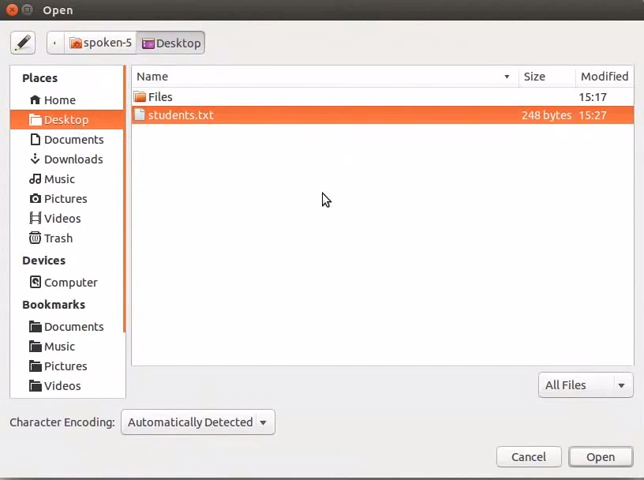 Open
spoken-5 Desktop
Places
Home
Desktop
Documents
Downloads
Music
Pictures
Videos
Trash
Devices
Computer
Bookmarks
Documents
Music
Pictures
Videos
Name Size Modified
Files 15:17
students.txt 248 bytes 15:27
All Files
Character Encoding: Automatically Detected
Cancel Open